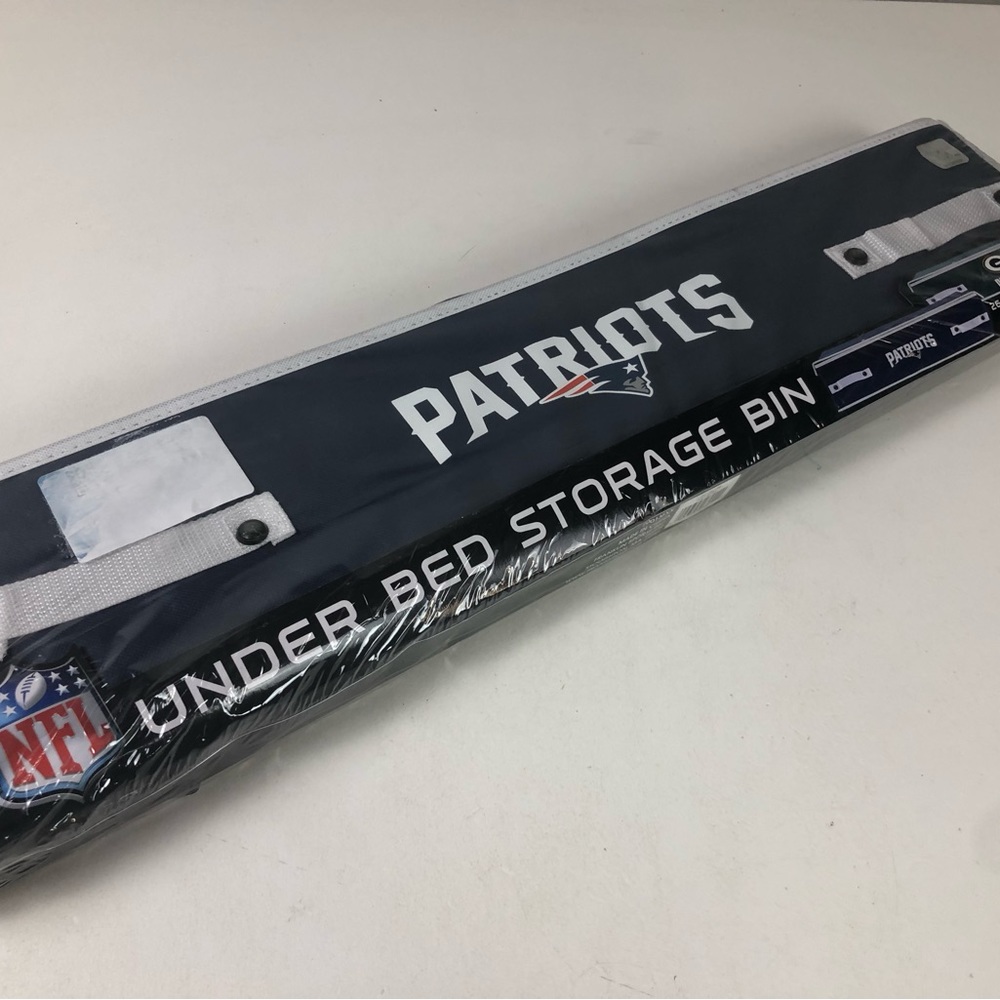 PATRIOTS
UNDER BED STORAGE BIN
NFL
PATRIOTS
G